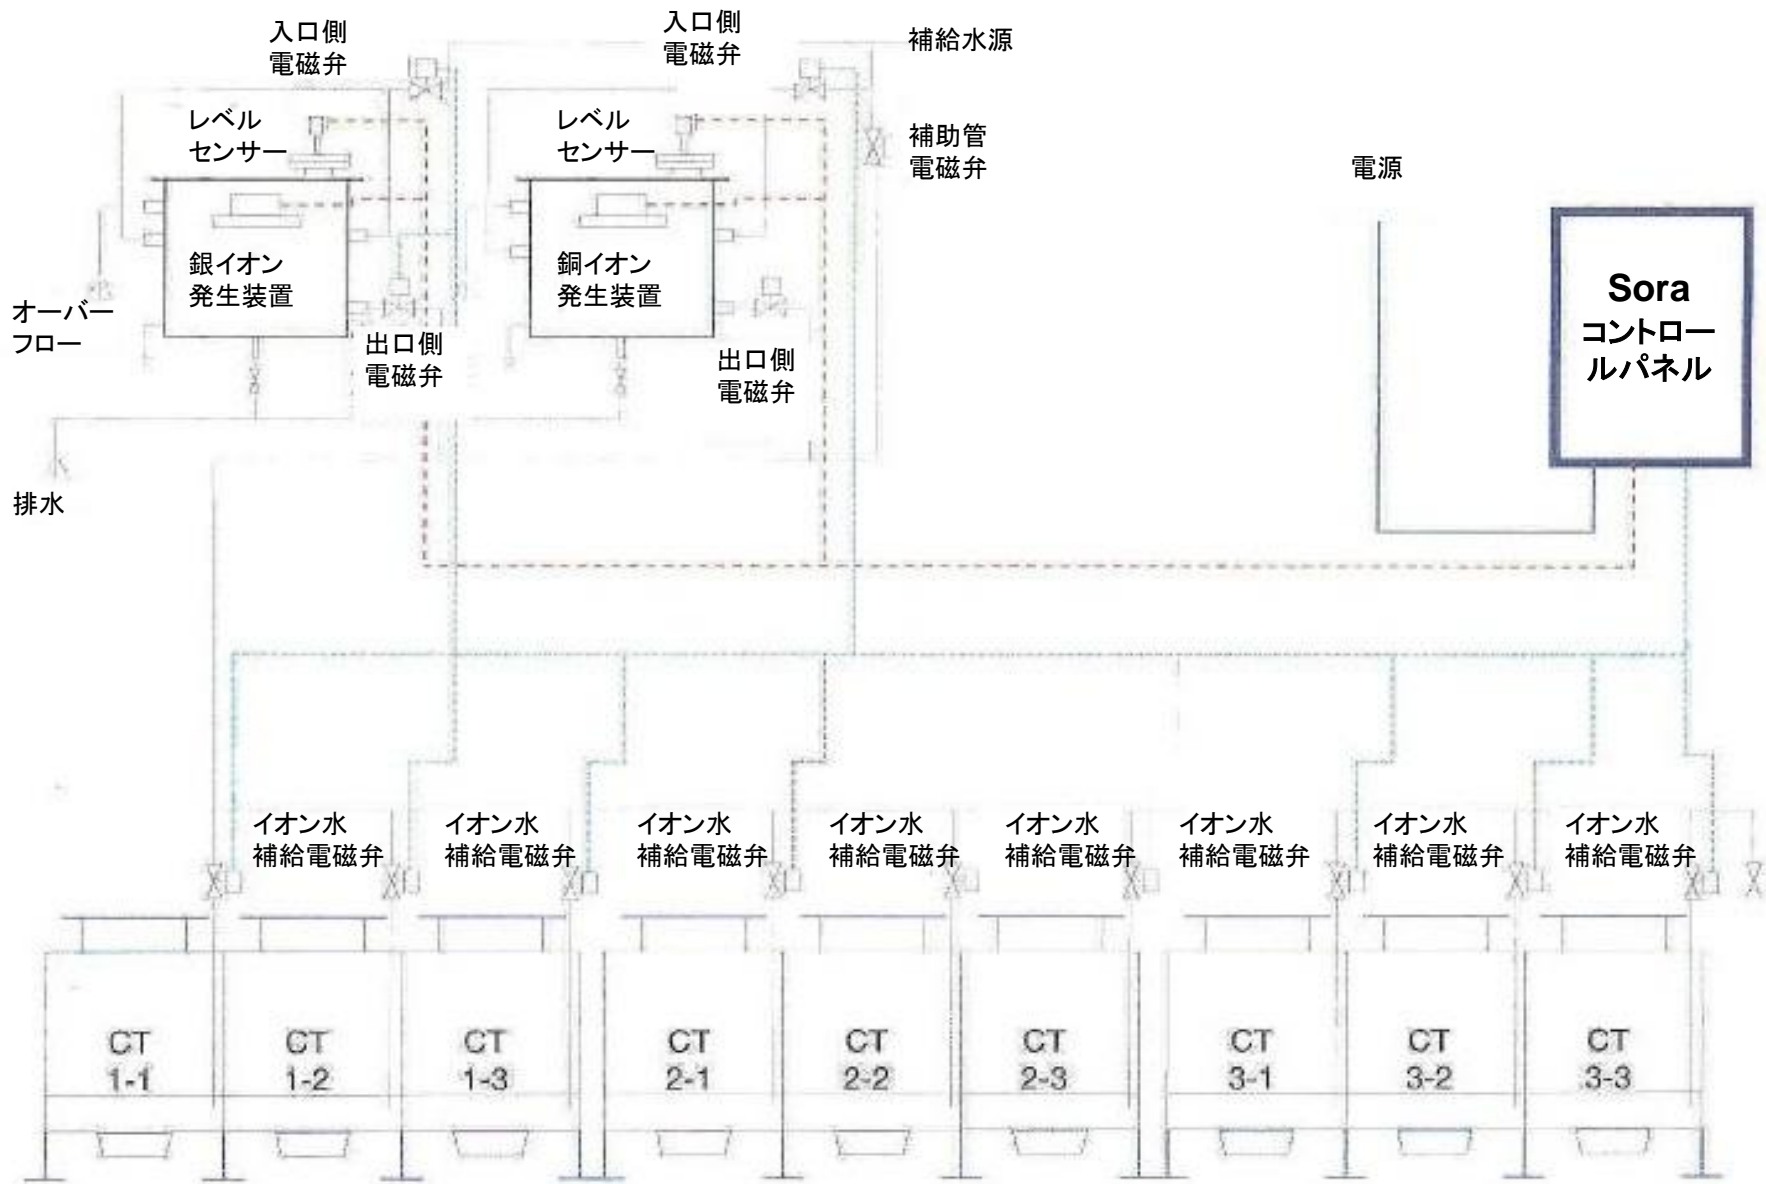 入口側
電磁弁
入口側
電磁弁
補給水源
レベル
センサー
レベル
センサー
補助管
電磁弁
電源
銀イオン
発生装置
銅イオン
発生装置
Sora
コントロー
ルパネル
オーバー
フロー
出口側
電磁弁
出口側
電磁弁
排水
イオン水
補給電磁弁
イオン水
補給電磁弁
イオン水
補給電磁弁
イオン水
補給電磁弁
イオン水
補給電磁弁
イオン水
補給電磁弁
イオン水
補給電磁弁
イオン水
補給電磁弁
CT
1-1
CT
1-2
CT
1-3
CT
2-1
CT
2-2
CT
2-3
CT
3-1
CT
3-2
CT
3-3